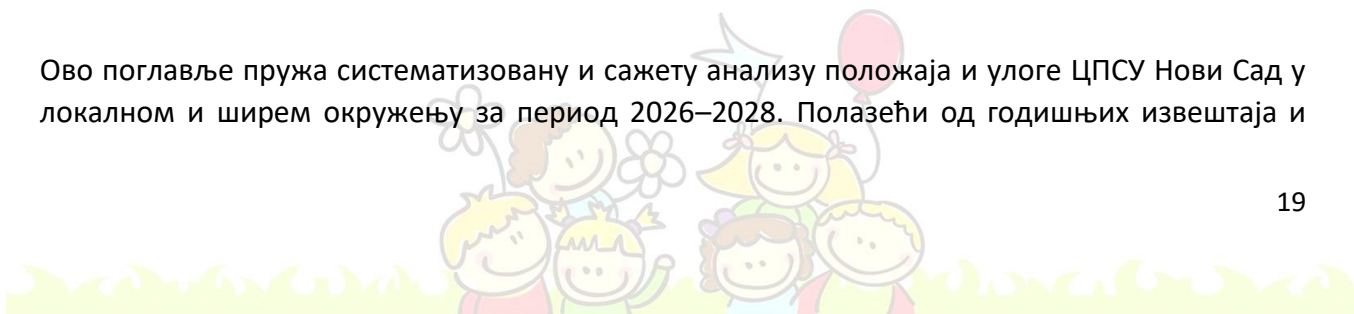 Ово поглавље пружа систематизовану и сажету анализу положаја и улоге ЦПСУ Нови Сад у
локалном и ширем окружењу за период 2026–2028. Полазећи од годишњих извештаја и
19